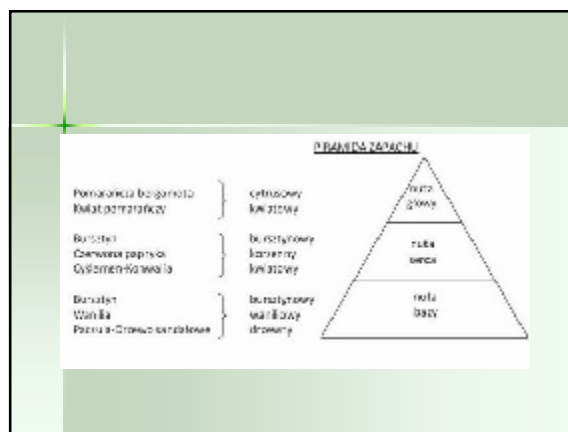 PIRAMIDA ZAPACHU
Pomarańcza bergamota } cytrusowy
Kwiat pomarańczy } kwiatowy
nuta
głowy
Bursztyn } bursztynowy
Czerwona papryka } korzenny
Cyklamen-Konwalia } kwiatowy
nuta
serca
Bursztyn } bursztynowy
Wanilia } waniliowy
Paczula-Drzewo sandałowe } drzewny
nuta
bazy